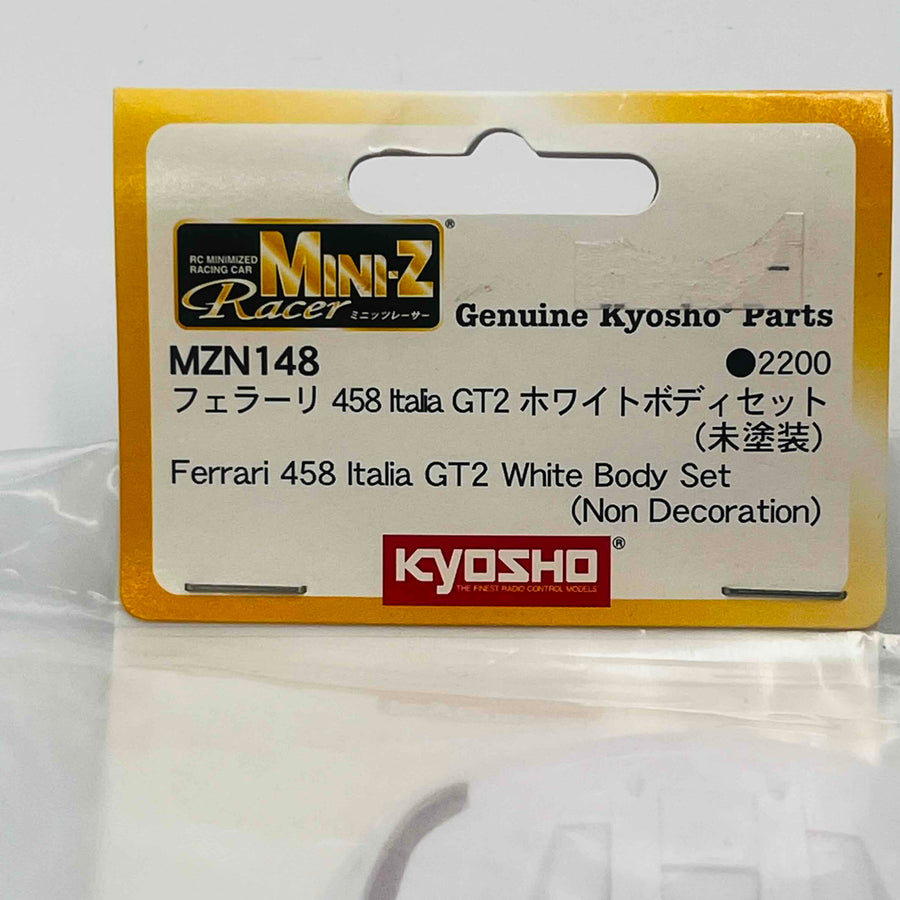 RC MINIMIZED
RACING CAR
MINI-Z
Racer
ミニッツレーサー
®
Genuine Kyosho® Parts
MZN148
●2200
フェラーリ 458 Italia GT2 ホワイトボディセット
(未塗装)
Ferrari 458 Italia GT2 White Body Set
(Non Decoration)
KYOSHO®
THE FINEST RADIO CONTROL MODELS